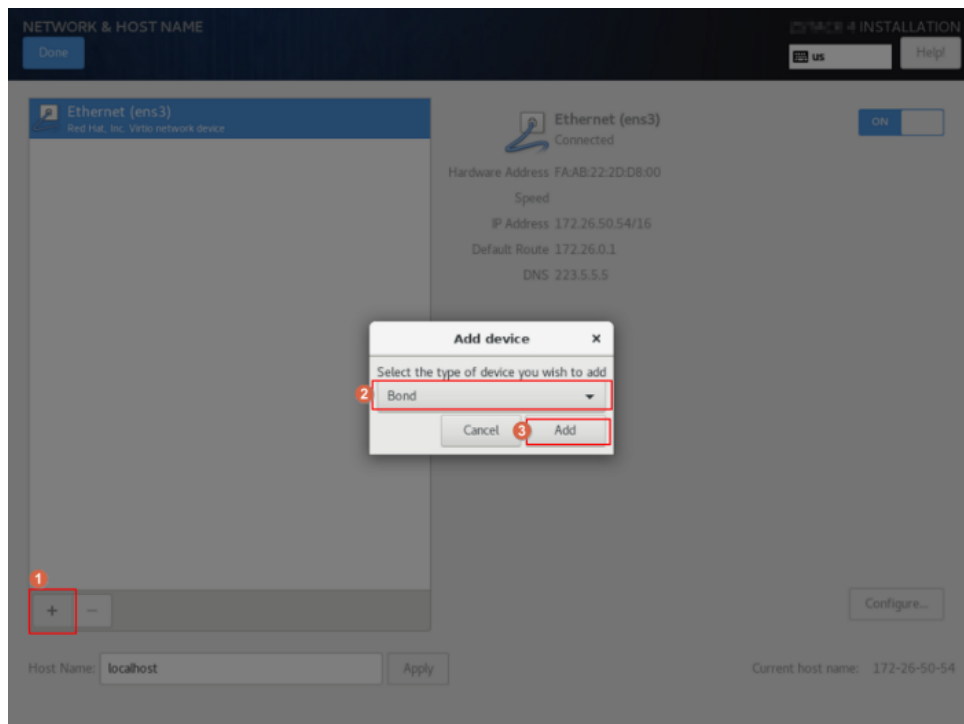 NETWORK & HOST NAME
4 INSTALLATION
Done
us
Help!
Ethernet (ens3)
Red Hat, Inc. Virtio network device
Ethernet (ens3)
Connected
ON
Hardware Address FA:AB:22:2D:D8:00
Speed
IP Address 172.26.50.54/16
Default Route 172.26.0.1
DNS 223.5.5.5
Add device
Select the type of device you wish to add
2
Bond
Cancel
3
Add
1
+
−
Configure...
Host Name:
localhost
Apply
Current host name: 172-26-50-54